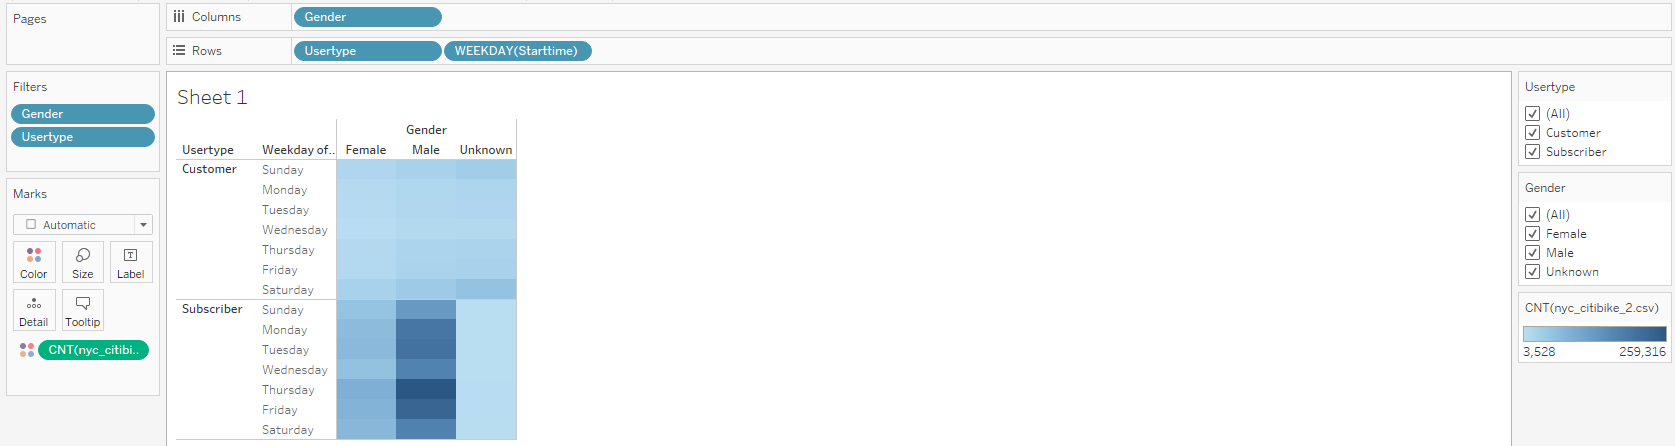 Pages
Columns
Gender
Rows
Usertype
WEEKDAY(Starttime)
Filters
Gender
Usertype
Marks
Automatic
Color
Size
Label
Detail
Tooltip
CNT(nyc_citibi..
Sheet 1
Gender
Usertype Weekday of.. Female Male Unknown
Customer Sunday
Monday
Tuesday
Wednesday
Thursday
Friday
Saturday
Subscriber Sunday
Monday
Tuesday
Wednesday
Thursday
Friday
Saturday
Usertype
(All)
Customer
Subscriber
Gender
(All)
Female
Male
Unknown
CNT(nyc_citibike_2.csv)
3,528 259,316